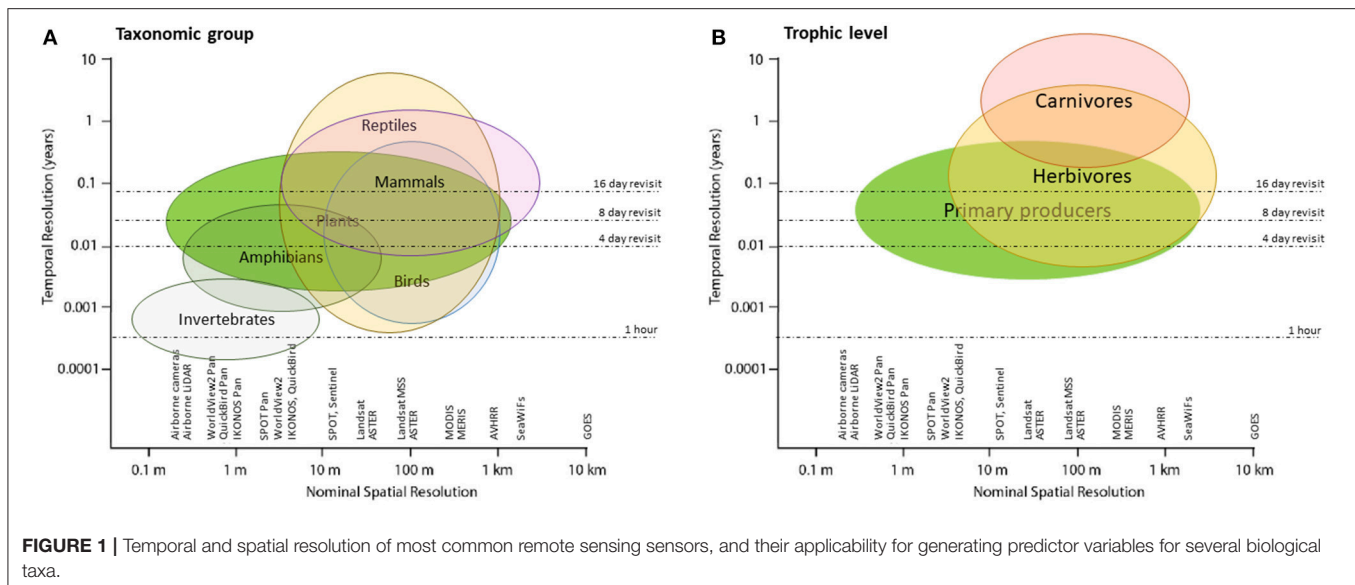 A Taxonomic group
10
1
0.1
0.01
0.001
0.0001
Temporal Resolution (years)
Reptiles
Mammals
Plants
Amphibians
Birds
Invertebrates
16 day revisit
8 day revisit
4 day revisit
1 hour
Airborne cameras
Airborne LiDAR
WorldView2 Pan
QuickBird Pan
IKONOS Pan
SPOT Pan
WorldView2
IKONOS, QuickBird
SPOT, Sentinel
Landsat
ASTER
Landsat MSS
ASTER
MODIS
MERIS
AVHRR
SeaWiFs
GOES
0.1 m
1 m
10 m
100 m
1 km
10 km
Nominal Spatial Resolution
B Trophic level
10
1
0.1
0.01
0.001
0.0001
Temporal Resolution (years)
Carnivores
Herbivores
Primary producers
16 day revisit
8 day revisit
4 day revisit
1 hour
Airborne cameras
Airborne LiDAR
WorldView2 Pan
QuickBird Pan
IKONOS Pan
SPOT Pan
WorldView2
IKONOS, QuickBird
SPOT, Sentinel
Landsat
ASTER
Landsat MSS
ASTER
MODIS
MERIS
AVHRR
SeaWiFs
GOES
0.1 m
1 m
10 m
100 m
1 km
10 km
Nominal Spatial Resolution
FIGURE 1 | Temporal and spatial resolution of most common remote sensing sensors, and their applicability for generating predictor variables for several biological
taxa.